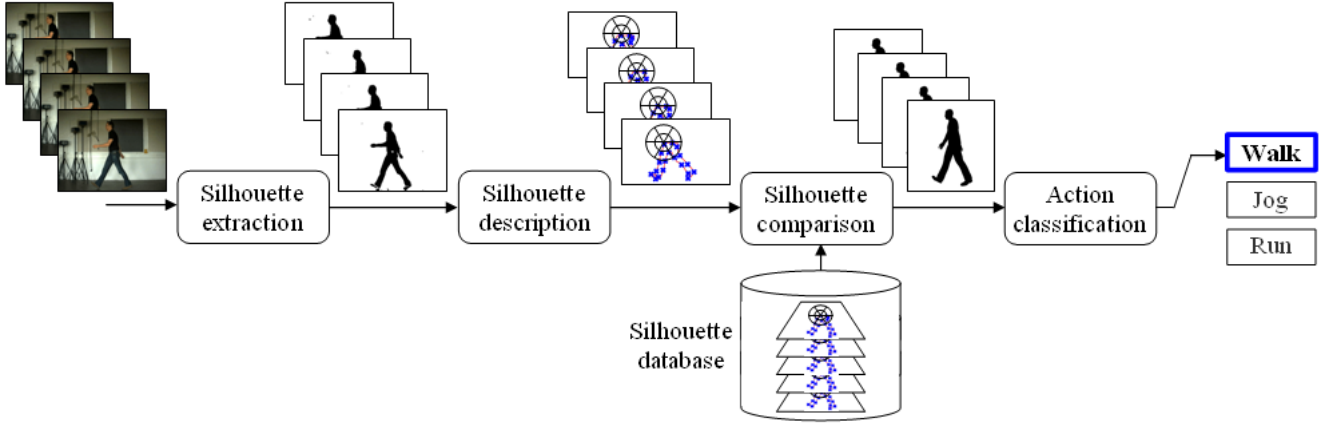 Silhouette
extraction
Silhouette
description
Silhouette
comparison
Action
classification
Walk
Jog
Run
Silhouette
database